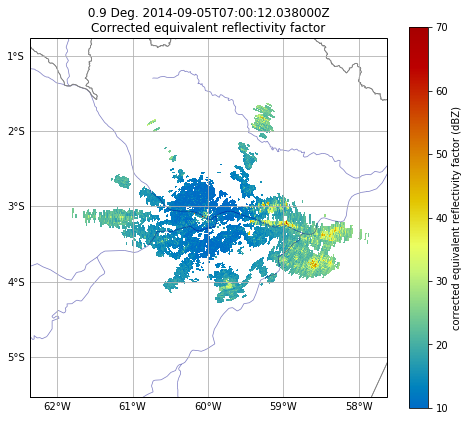 0.9 Deg. 2014-09-05T07:00:12.038000Z
Corrected equivalent reflectivity factor
1°S
2°S
3°S
4°S
5°S
62°W
61°W
60°W
59°W
58°W
70
60
50
40
30
20
10
corrected equivalent reflectivity factor (dBZ)